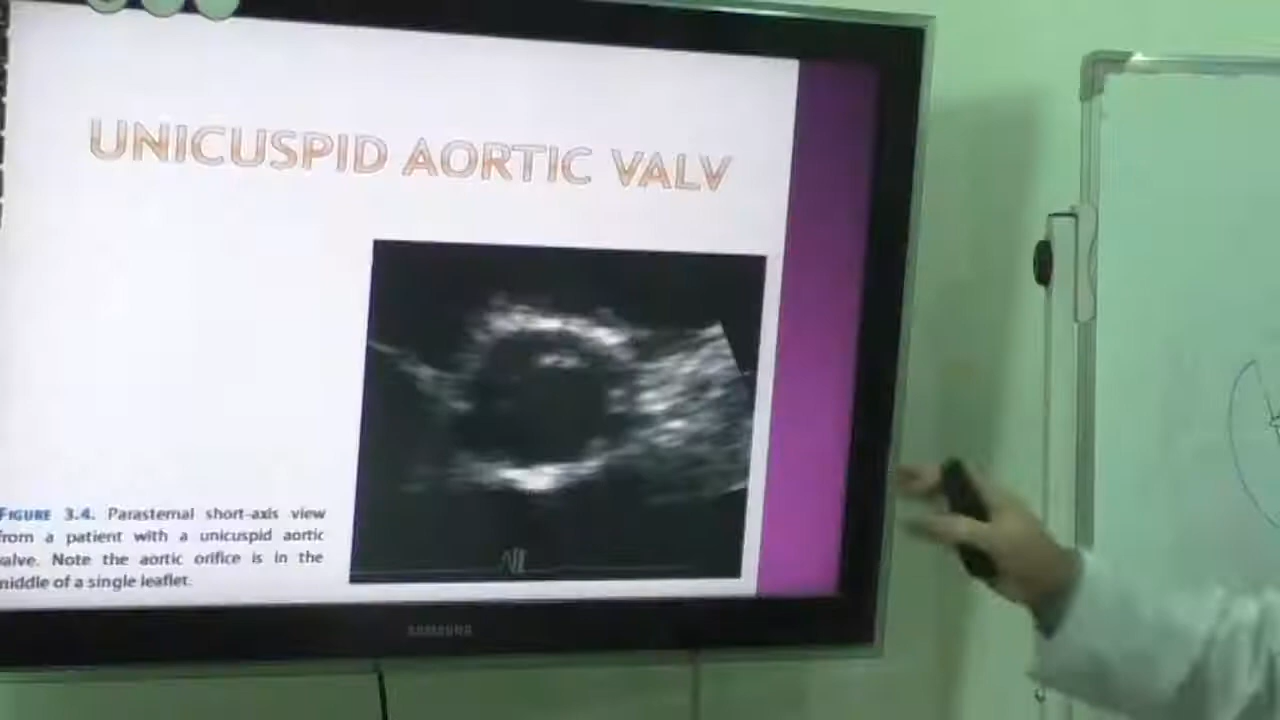 UNICUSPID AORTIC VALV
FIGURE 3.4. Parasternal short-axis view
from a patient with a unicuspid aortic
valve. Note the aortic orifice is in the
middle of a single leaflet.
SAMSUNG